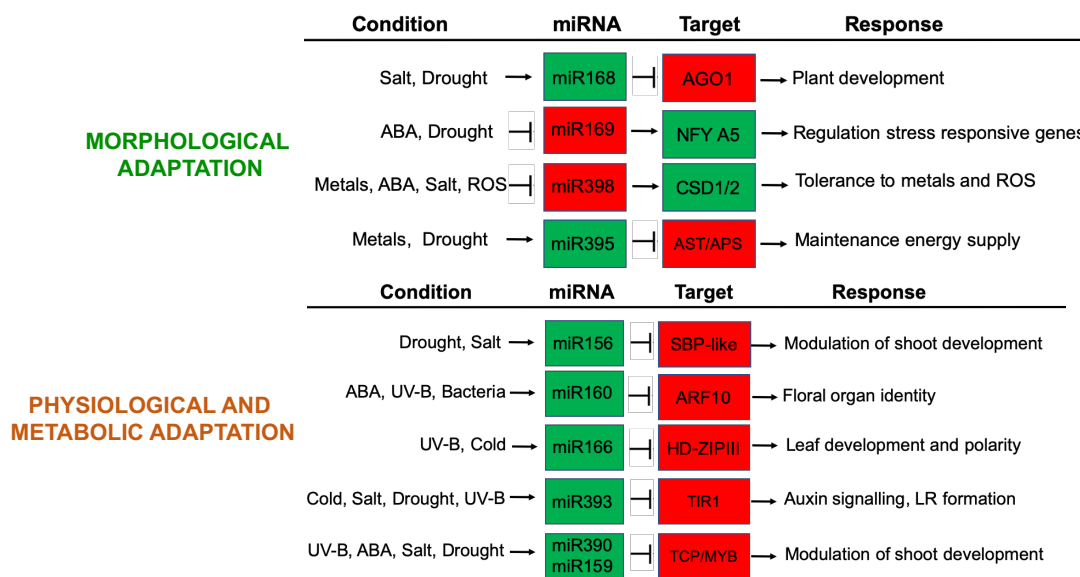 Condition miRNA Target Response
Salt, Drought miR168 AGO1 Plant development
ABA, Drought miR169 NFY A5 Regulation stress responsive genes
Metals, ABA, Salt, ROS miR398 CSD1/2 Tolerance to metals and ROS
Metals, Drought miR395 AST/APS Maintenance energy supply
MORPHOLOGICAL
ADAPTATION
Condition miRNA Target Response
Drought, Salt miR156 SBP-like Modulation of shoot development
ABA, UV-B, Bacteria miR160 ARF10 Floral organ identity
UV-B, Cold miR166 HD-ZIPIII Leaf development and polarity
Cold, Salt, Drought, UV-B miR393 TIR1 Auxin signalling, LR formation
UV-B, ABA, Salt, Drought miR390 miR159 TCP/MYB Modulation of shoot development
PHYSIOLOGICAL AND
METABOLIC ADAPTATION